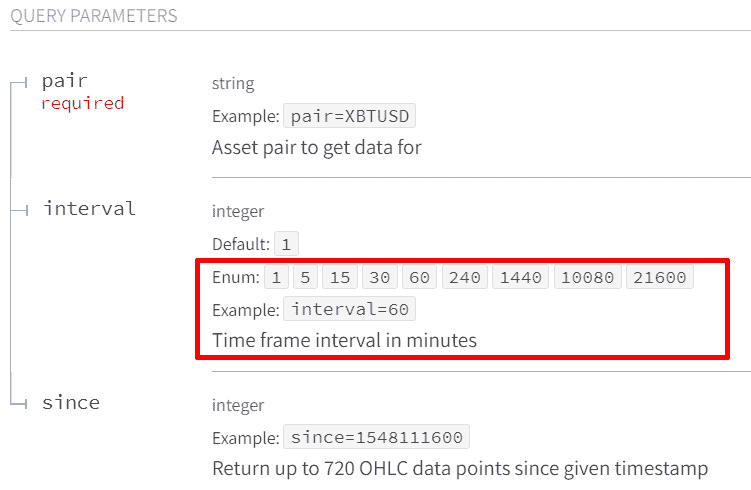 QUERY PARAMETERS
pair
required
string
Example: pair=XBTUSD
Asset pair to get data for
interval
integer
Default: 1
Enum: 1 5 15 30 60 240 1440 10080 21600
Example: interval=60
Time frame interval in minutes
since
integer
Example: since=1548111600
Return up to 720 OHLC data points since given timestamp